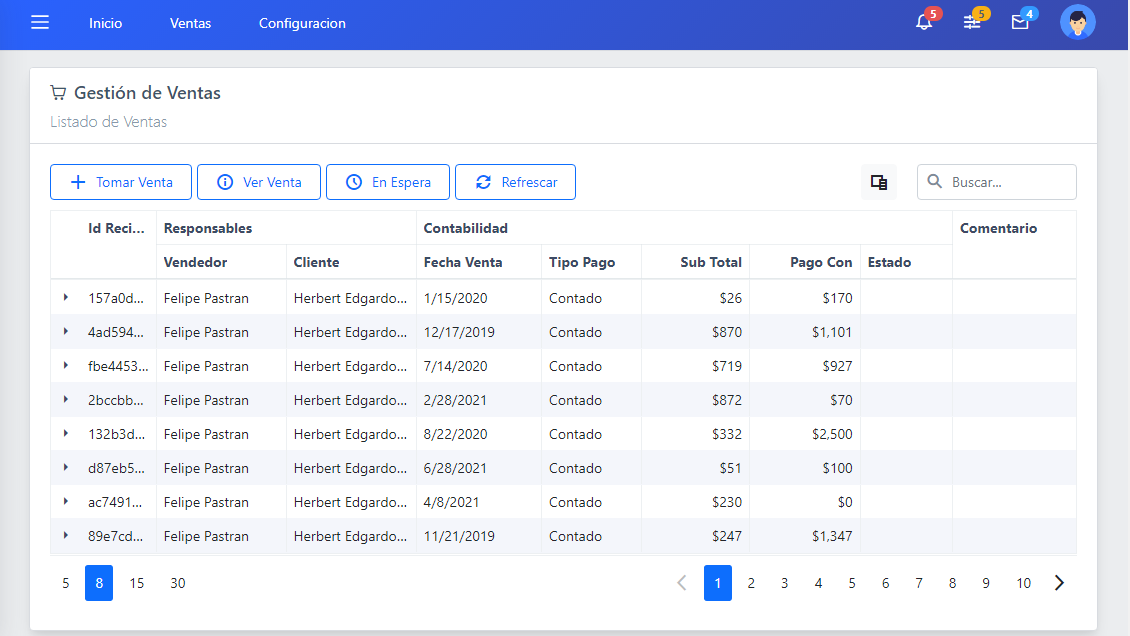 Inicio Ventas Configuracion 5 5 4
Gestión de Ventas
Listado de Ventas
Tomar Venta Ver Venta En Espera Refrescar Buscar...
Id Reci... Responsables Contabilidad Comentario
Vendedor Cliente Fecha Venta Tipo Pago Sub Total Pago Con Estado
157a0d... Felipe Pastran Herbert Edgardo... 1/15/2020 Contado $26 $170
4ad594... Felipe Pastran Herbert Edgardo... 12/17/2019 Contado $870 $1,101
fbe4453... Felipe Pastran Herbert Edgardo... 7/14/2020 Contado $719 $927
2bccbb... Felipe Pastran Herbert Edgardo... 2/28/2021 Contado $872 $70
132b3d... Felipe Pastran Herbert Edgardo... 8/22/2020 Contado $332 $2,500
d87eb5... Felipe Pastran Herbert Edgardo... 6/28/2021 Contado $51 $100
ac7491... Felipe Pastran Herbert Edgardo... 4/8/2021 Contado $230 $0
89e7cd... Felipe Pastran Herbert Edgardo... 11/21/2019 Contado $247 $1,347
5 8 15 30 1 2 3 4 5 6 7 8 9 10